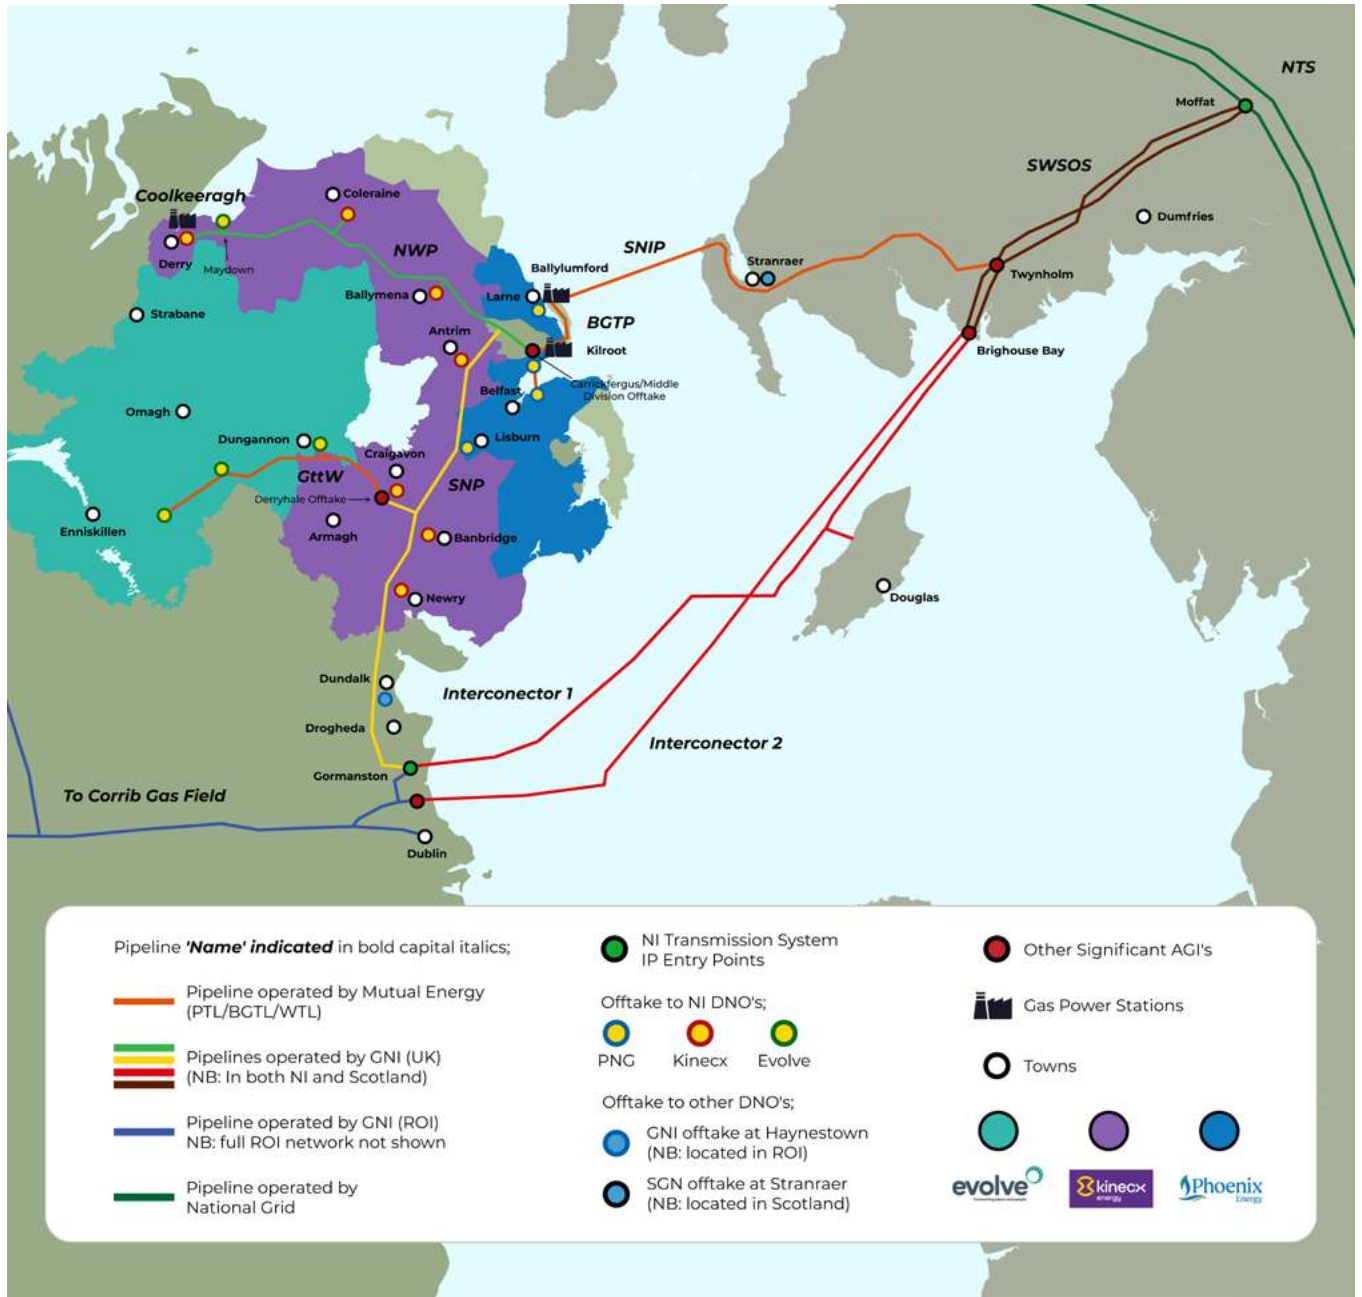 NTS
Moffat
SWSOS
Coolkeeragh
Coleraine
Dumfries
NWP
SNIP
Stranraer
Derry
Maydown
Ballylumford
Twynholm
Ballymena
Larne
Strabane
BGTP
Antrim
Kilroot
Brighouse Bay
Carrickfergus/Middle
Division Offtake
Belfast
Omagh
Dungannon
Lisburn
Craigavon
GttW
SNP
Derryhale Offtake
Enniskillen
Armagh
Banbridge
Newry
Douglas
Dundalk
Interconector 1
Drogheda
Interconector 2
Gormanston
To Corrib Gas Field
Dublin
Pipeline 'Name' indicated in bold capital italics;
Pipeline operated by Mutual Energy
(PTL/BGTL/WTL)
Pipelines operated by GNI (UK)
(NB: In both NI and Scotland)
Pipeline operated by GNI (ROI)
NB: full ROI network not shown
Pipeline operated by
National Grid
NI Transmission System
IP Entry Points
Offtake to NI DNO's;
PNG
Kinecx
Evolve
Offtake to other DNO's;
GNI offtake at Haynestown
(NB: located in ROI)
SGN offtake at Stranraer
(NB: located in Scotland)
Other Significant AGI's
Gas Power Stations
Towns
evolve
kinecx
energy
Phoenix
Energy